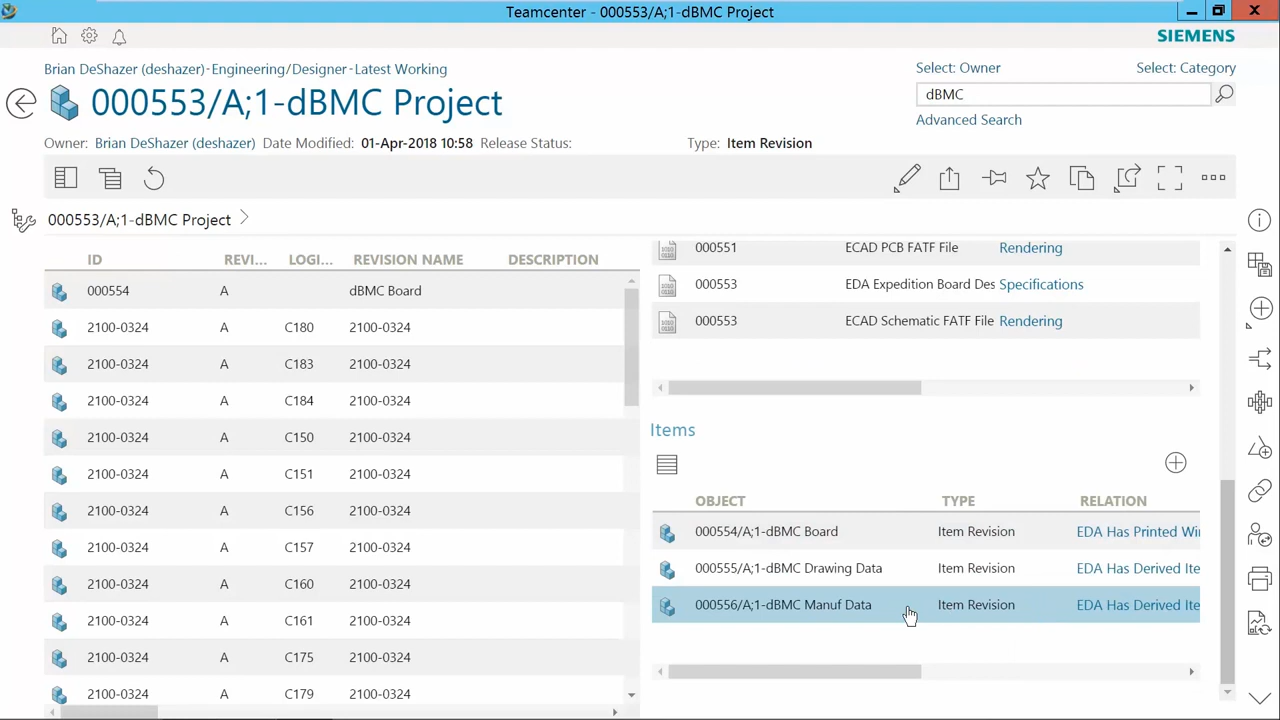 Teamcenter - 000553/A;1-dBMC Project
SIEMENS
Brian DeShazer (deshazer)-Engineering/Designer-Latest Working
Select: Owner Select: Category
000553/A;1-dBMC Project
dBMC
Advanced Search
Owner: Brian DeShazer (deshazer) Date Modified: 01-Apr-2018 10:58 Release Status: Type: Item Revision
000553/A;1-dBMC Project
ID REVI... LOGI... REVISION NAME DESCRIPTION
000554 A dBMC Board
2100-0324 A C180 2100-0324
2100-0324 A C183 2100-0324
2100-0324 A C184 2100-0324
2100-0324 A C150 2100-0324
2100-0324 A C151 2100-0324
2100-0324 A C156 2100-0324
2100-0324 A C157 2100-0324
2100-0324 A C160 2100-0324
2100-0324 A C161 2100-0324
2100-0324 A C175 2100-0324
2100-0324 A C179 2100-0324
000551 ECAD PCB FATF File Rendering
000553 EDA Expedition Board Des Specifications
000553 ECAD Schematic FATF File Rendering
Items
OBJECT TYPE RELATION
000554/A;1-dBMC Board Item Revision EDA Has Printed Wir
000555/A;1-dBMC Drawing Data Item Revision EDA Has Derived Ite
000556/A;1-dBMC Manuf Data Item Revision EDA Has Derived Ite